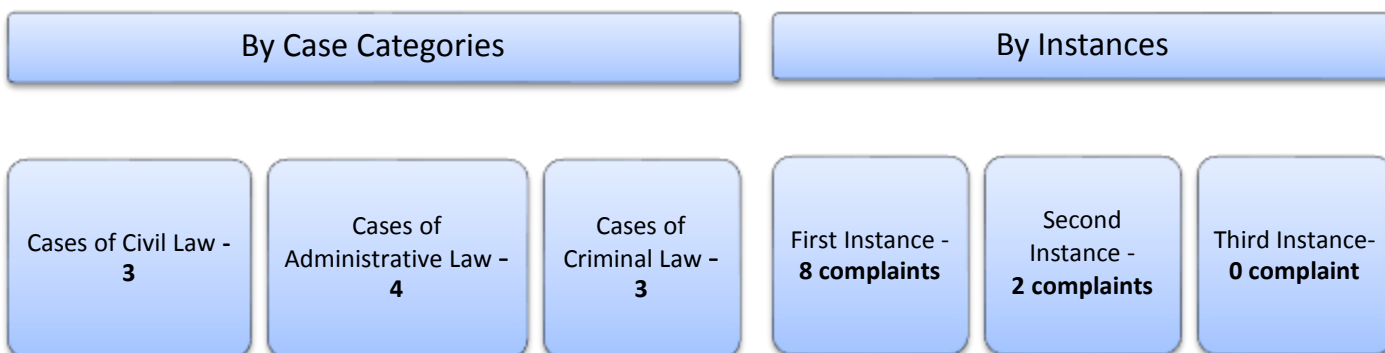 By Case Categories
By Instances
Cases of Civil Law -
3
Cases of
Administrative Law –
4
Cases of
Criminal Law –
3
First Instance -
8 complaints
Second
Instance -
2 complaints
Third Instance-
0 complaint